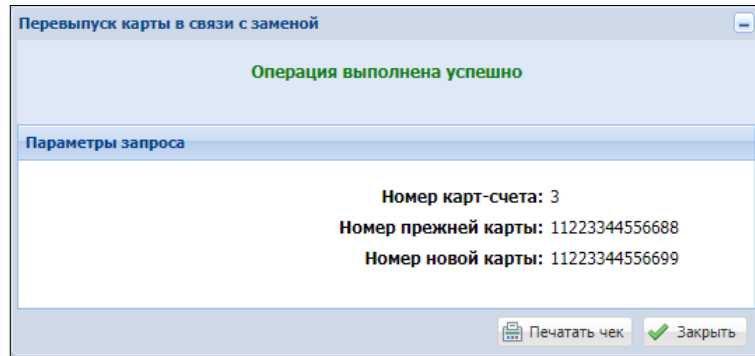 Перевыпуск карты в связи с заменой
Операция выполнена успешно
Параметры запроса
Номер карт-счета: 3
Номер прежней карты: 11223344556688
Номер новой карты: 11223344556699
Печатать чек Закрыть